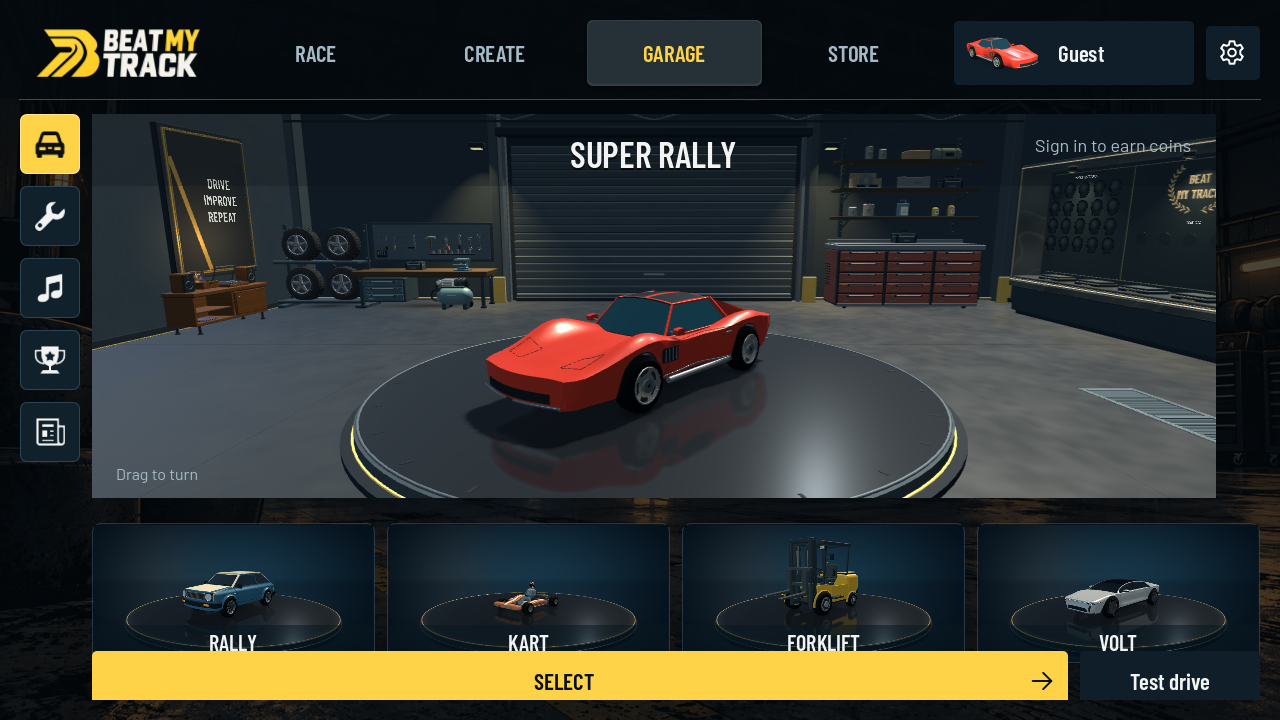 BEAT MY
TRACK
RACE
CREATE
GARAGE
STORE
Guest
SUPER RALLY
Sign in to earn coins
DRIVE
IMPROVE
REPEAT
BEAT
MY TRACK
Drag to turn
RALLY
KART
FORKLIFT
VOLT
SELECT
Test drive